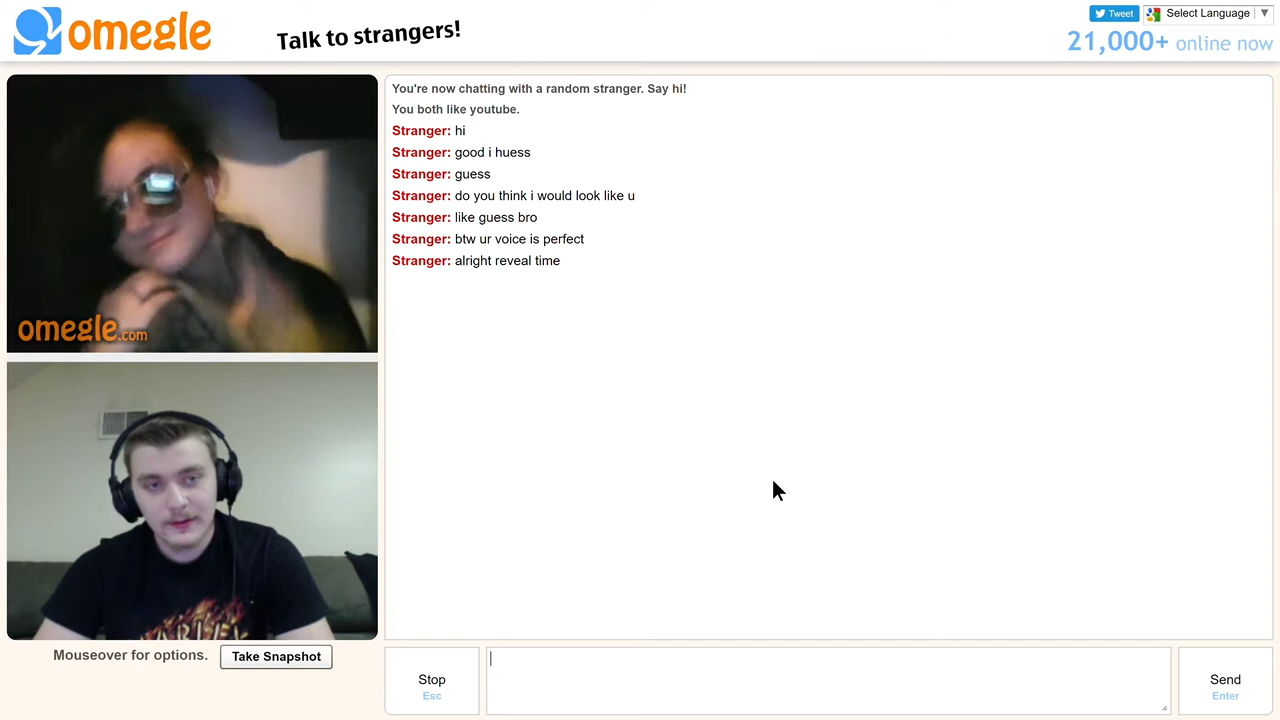 omegle
Talk to strangers!
Tweet
Select Language
21,000+ online now
You're now chatting with a random stranger. Say hi!
You both like youtube.
Stranger: hi
Stranger: good i huess
Stranger: guess
Stranger: do you think i would look like u
Stranger: like guess bro
Stranger: btw ur voice is perfect
Stranger: alright reveal time
omegle.com
Mouseover for options.
Take Snapshot
Stop
Esc
Send
Enter